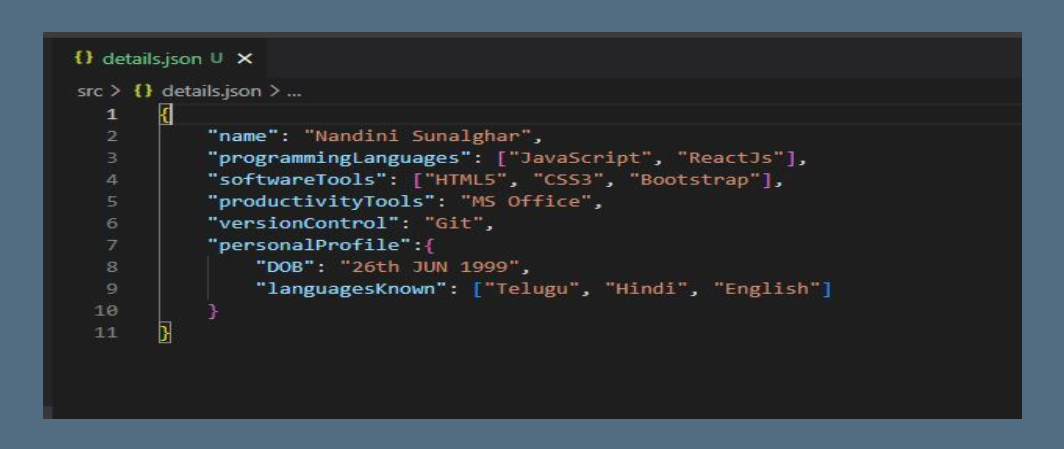 {} details.json U ×
src > {} details.json > ...
1 {
2 "name": "Nandini Sunalghar",
3 "programmingLanguages": ["JavaScript", "ReactJs"],
4 "softwareTools": ["HTML5", "CSS3", "Bootstrap"],
5 "productivityTools": "MS Office",
6 "versionControl": "Git",
7 "personalProfile":{
8 "DOB": "26th JUN 1999",
9 "languagesKnown": ["Telugu", "Hindi", "English"]
10 }
11 }